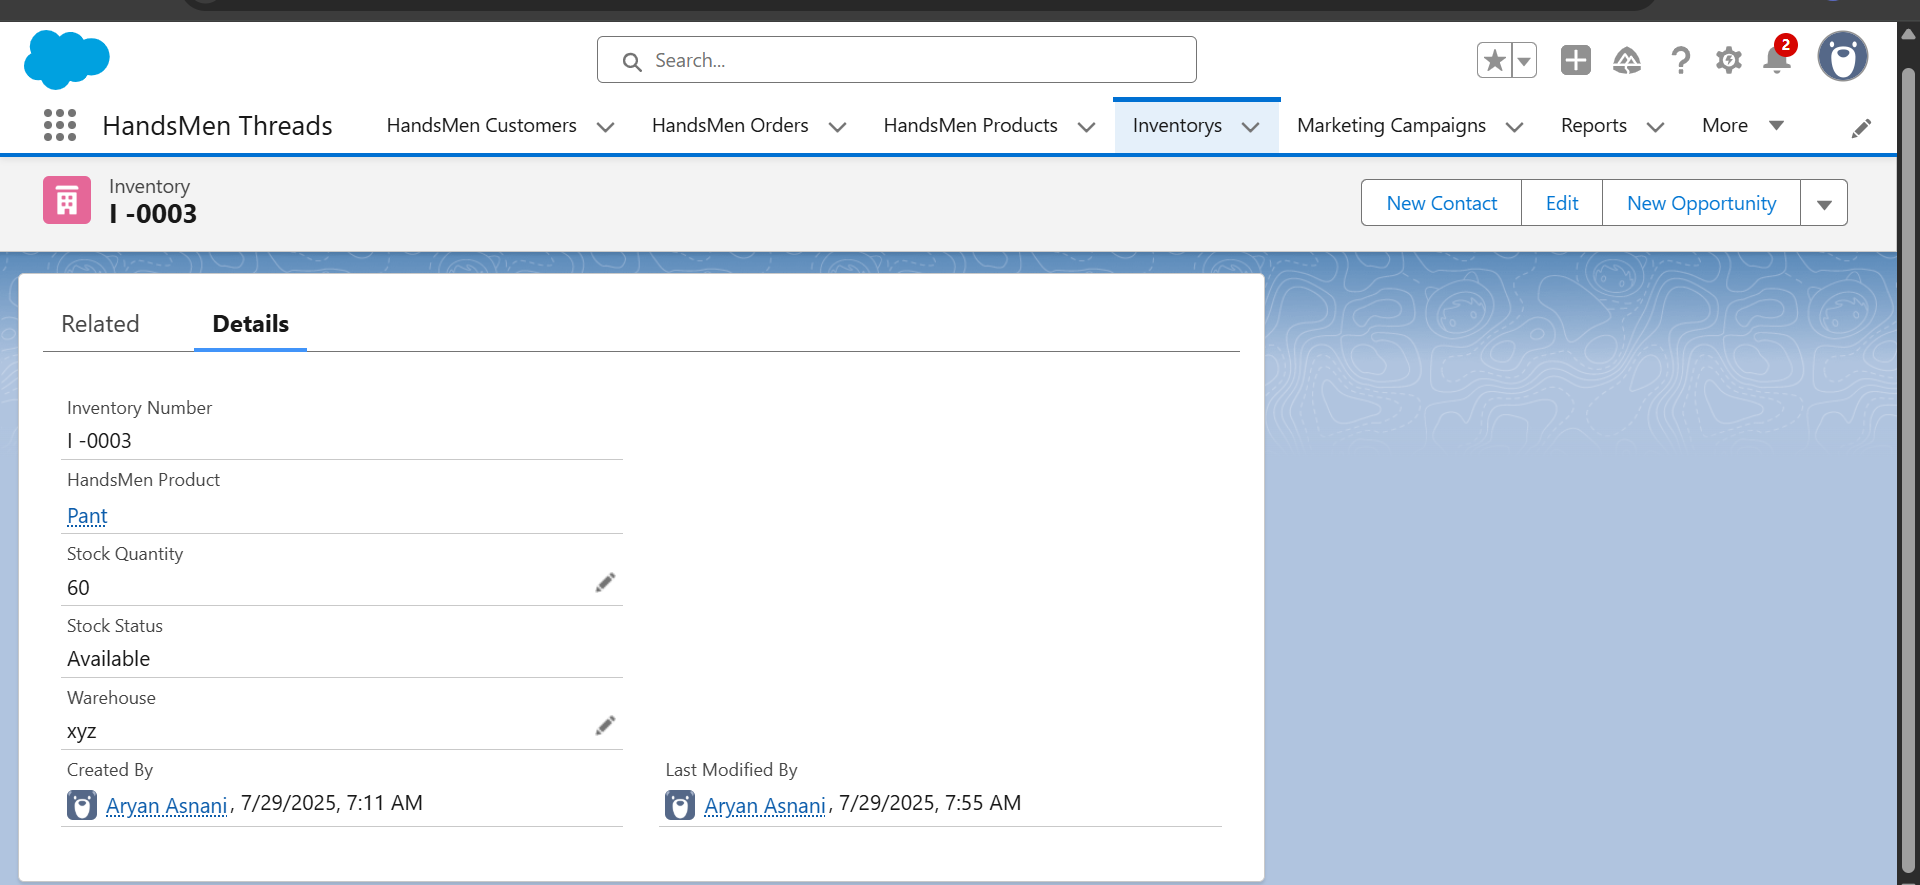 Search...
2
HandsMen Threads HandsMen Customers HandsMen Orders HandsMen Products Inventorys Marketing Campaigns Reports More
Inventory
I -0003
New Contact Edit New Opportunity
Related Details
Inventory Number
I -0003
HandsMen Product
Pant
Stock Quantity
60
Stock Status
Available
Warehouse
xyz
Created By Last Modified By
Aryan Asnani, 7/29/2025, 7:11 AM Aryan Asnani, 7/29/2025, 7:55 AM